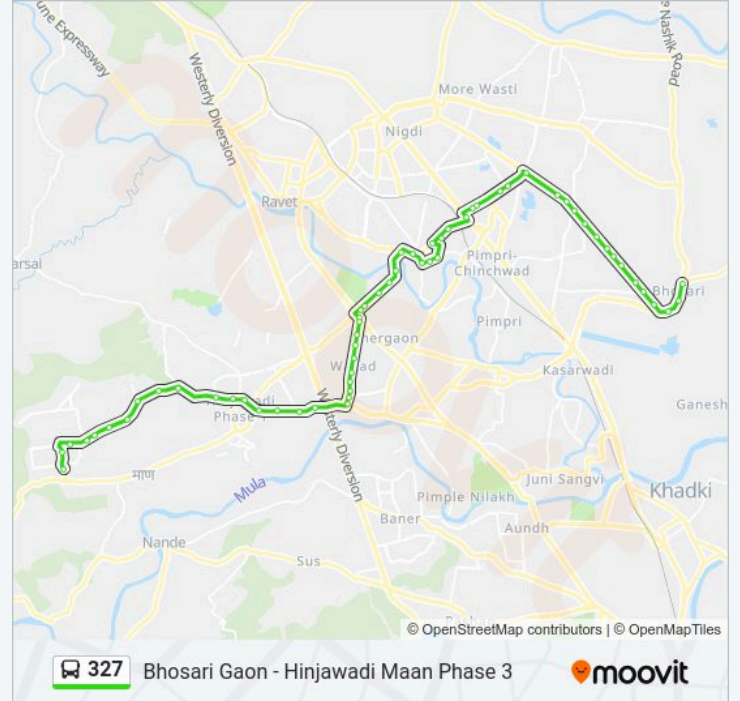 une Expressway
e Nashik Road
Westerly Diversion
More Wasti
Nigdi
Ravet
arsai
Pimpri-
Chinchwad
Bhosari
Pimpri
hergaon
Kasarwadi
Phase
Westerly Diversion
Ganesh
माण
Juni Sangvi
Mula
Pimple Nilakh
Khadki
Baner
Aundh
Nande
Sus
© OpenStreetMap contributors | © OpenMapTiles
327 Bhosari Gaon - Hinjawadi Maan Phase 3 moovit